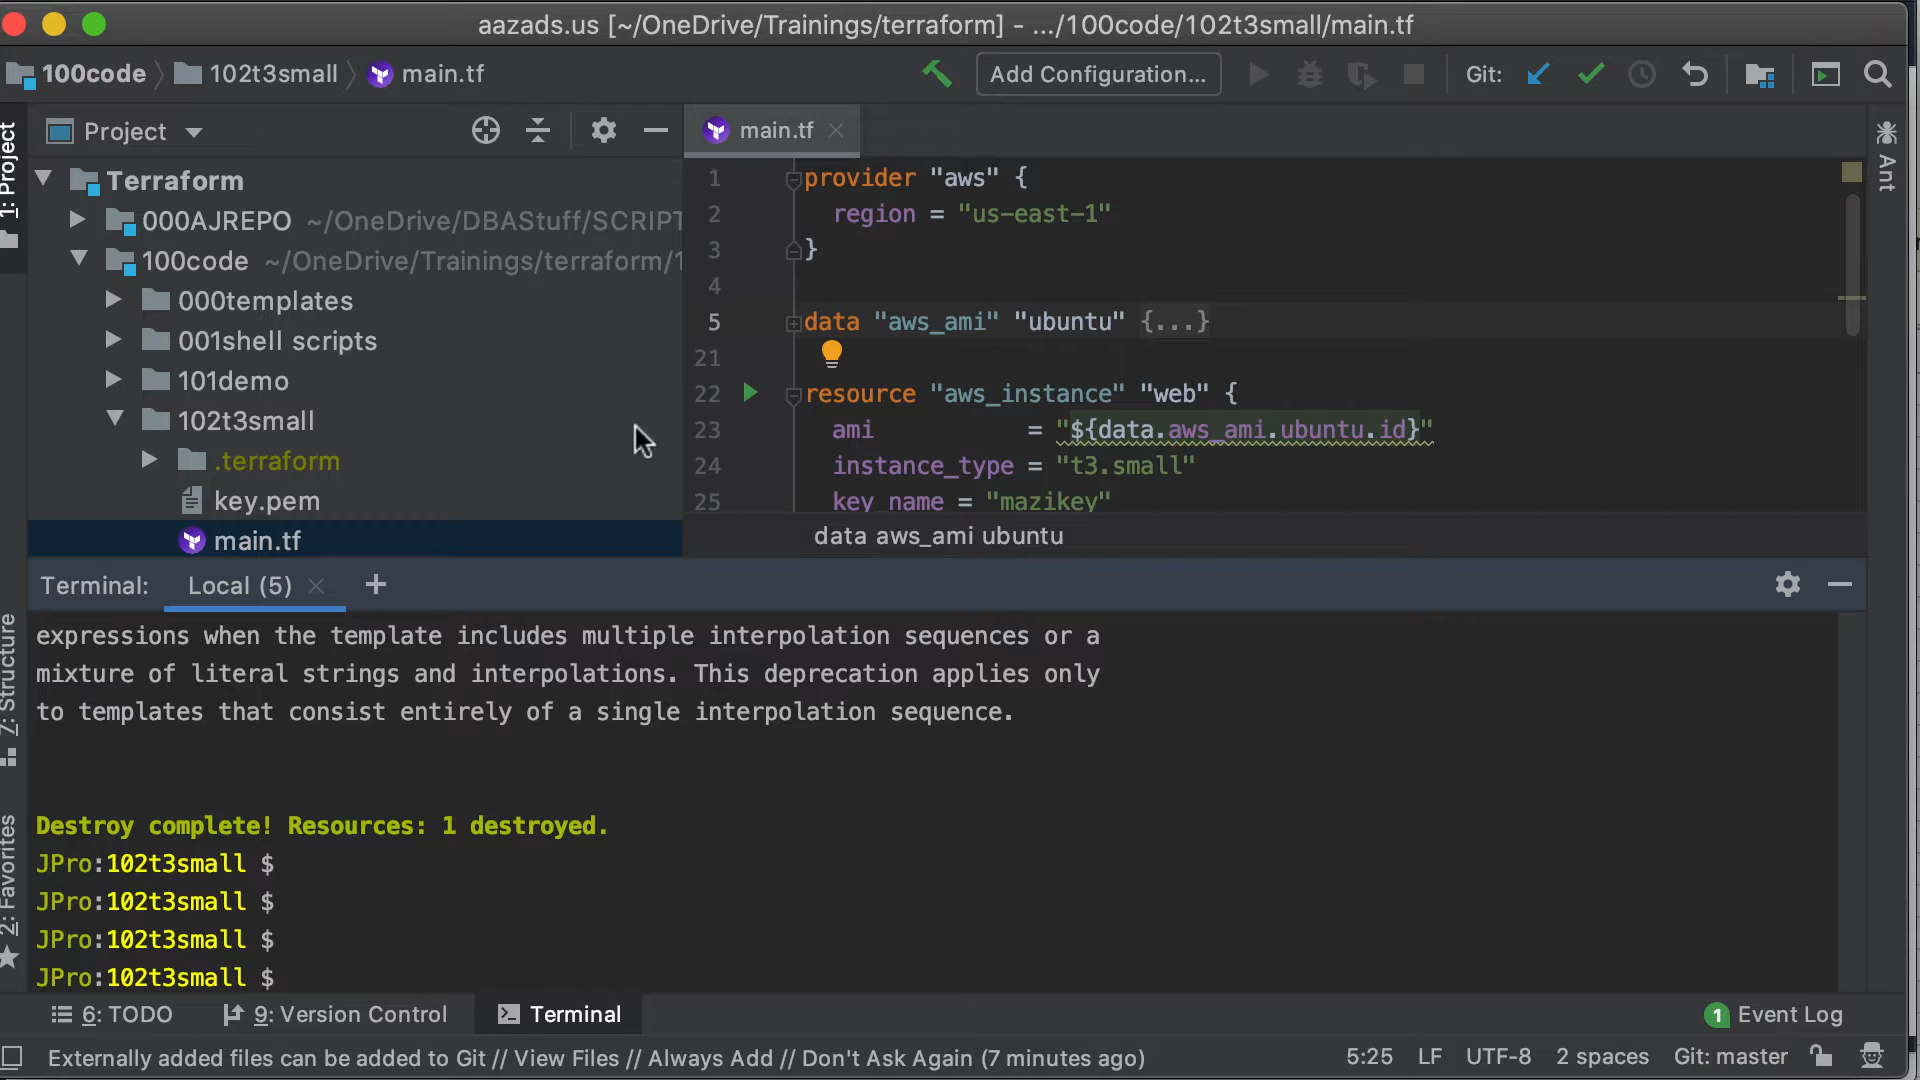 aazads.us [~/OneDrive/Trainings/terraform] - .../100code/102t3small/main.tf
100code 102t3small main.tf
Add Configuration...
Git:
1: Project
Project
main.tf
Ant
Terraform
000AJREPO ~/OneDrive/DBAStuff/SCRIPT
100code ~/OneDrive/Trainings/terraform/1
000templates
001shell scripts
101demo
102t3small
.terraform
key.pem
main.tf
1 provider "aws" {
2 region = "us-east-1"
3 }
4
5 data "aws_ami" "ubuntu" {...}
21
22 resource "aws_instance" "web" {
23 ami = "${data.aws_ami.ubuntu.id}"
24 instance_type = "t3.small"
25 key_name = "mazikey"
data aws_ami ubuntu
Terminal: Local (5) +
7: Structure
2: Favorites
expressions when the template includes multiple interpolation sequences or a
mixture of literal strings and interpolations. This deprecation applies only
to templates that consist entirely of a single interpolation sequence.
Destroy complete! Resources: 1 destroyed.
JPro:102t3small $
JPro:102t3small $
JPro:102t3small $
JPro:102t3small $
6: TODO 9: Version Control Terminal 1 Event Log
Externally added files can be added to Git // View Files // Always Add // Don't Ask Again (7 minutes ago) 5:25 LF UTF-8 2 spaces Git: master